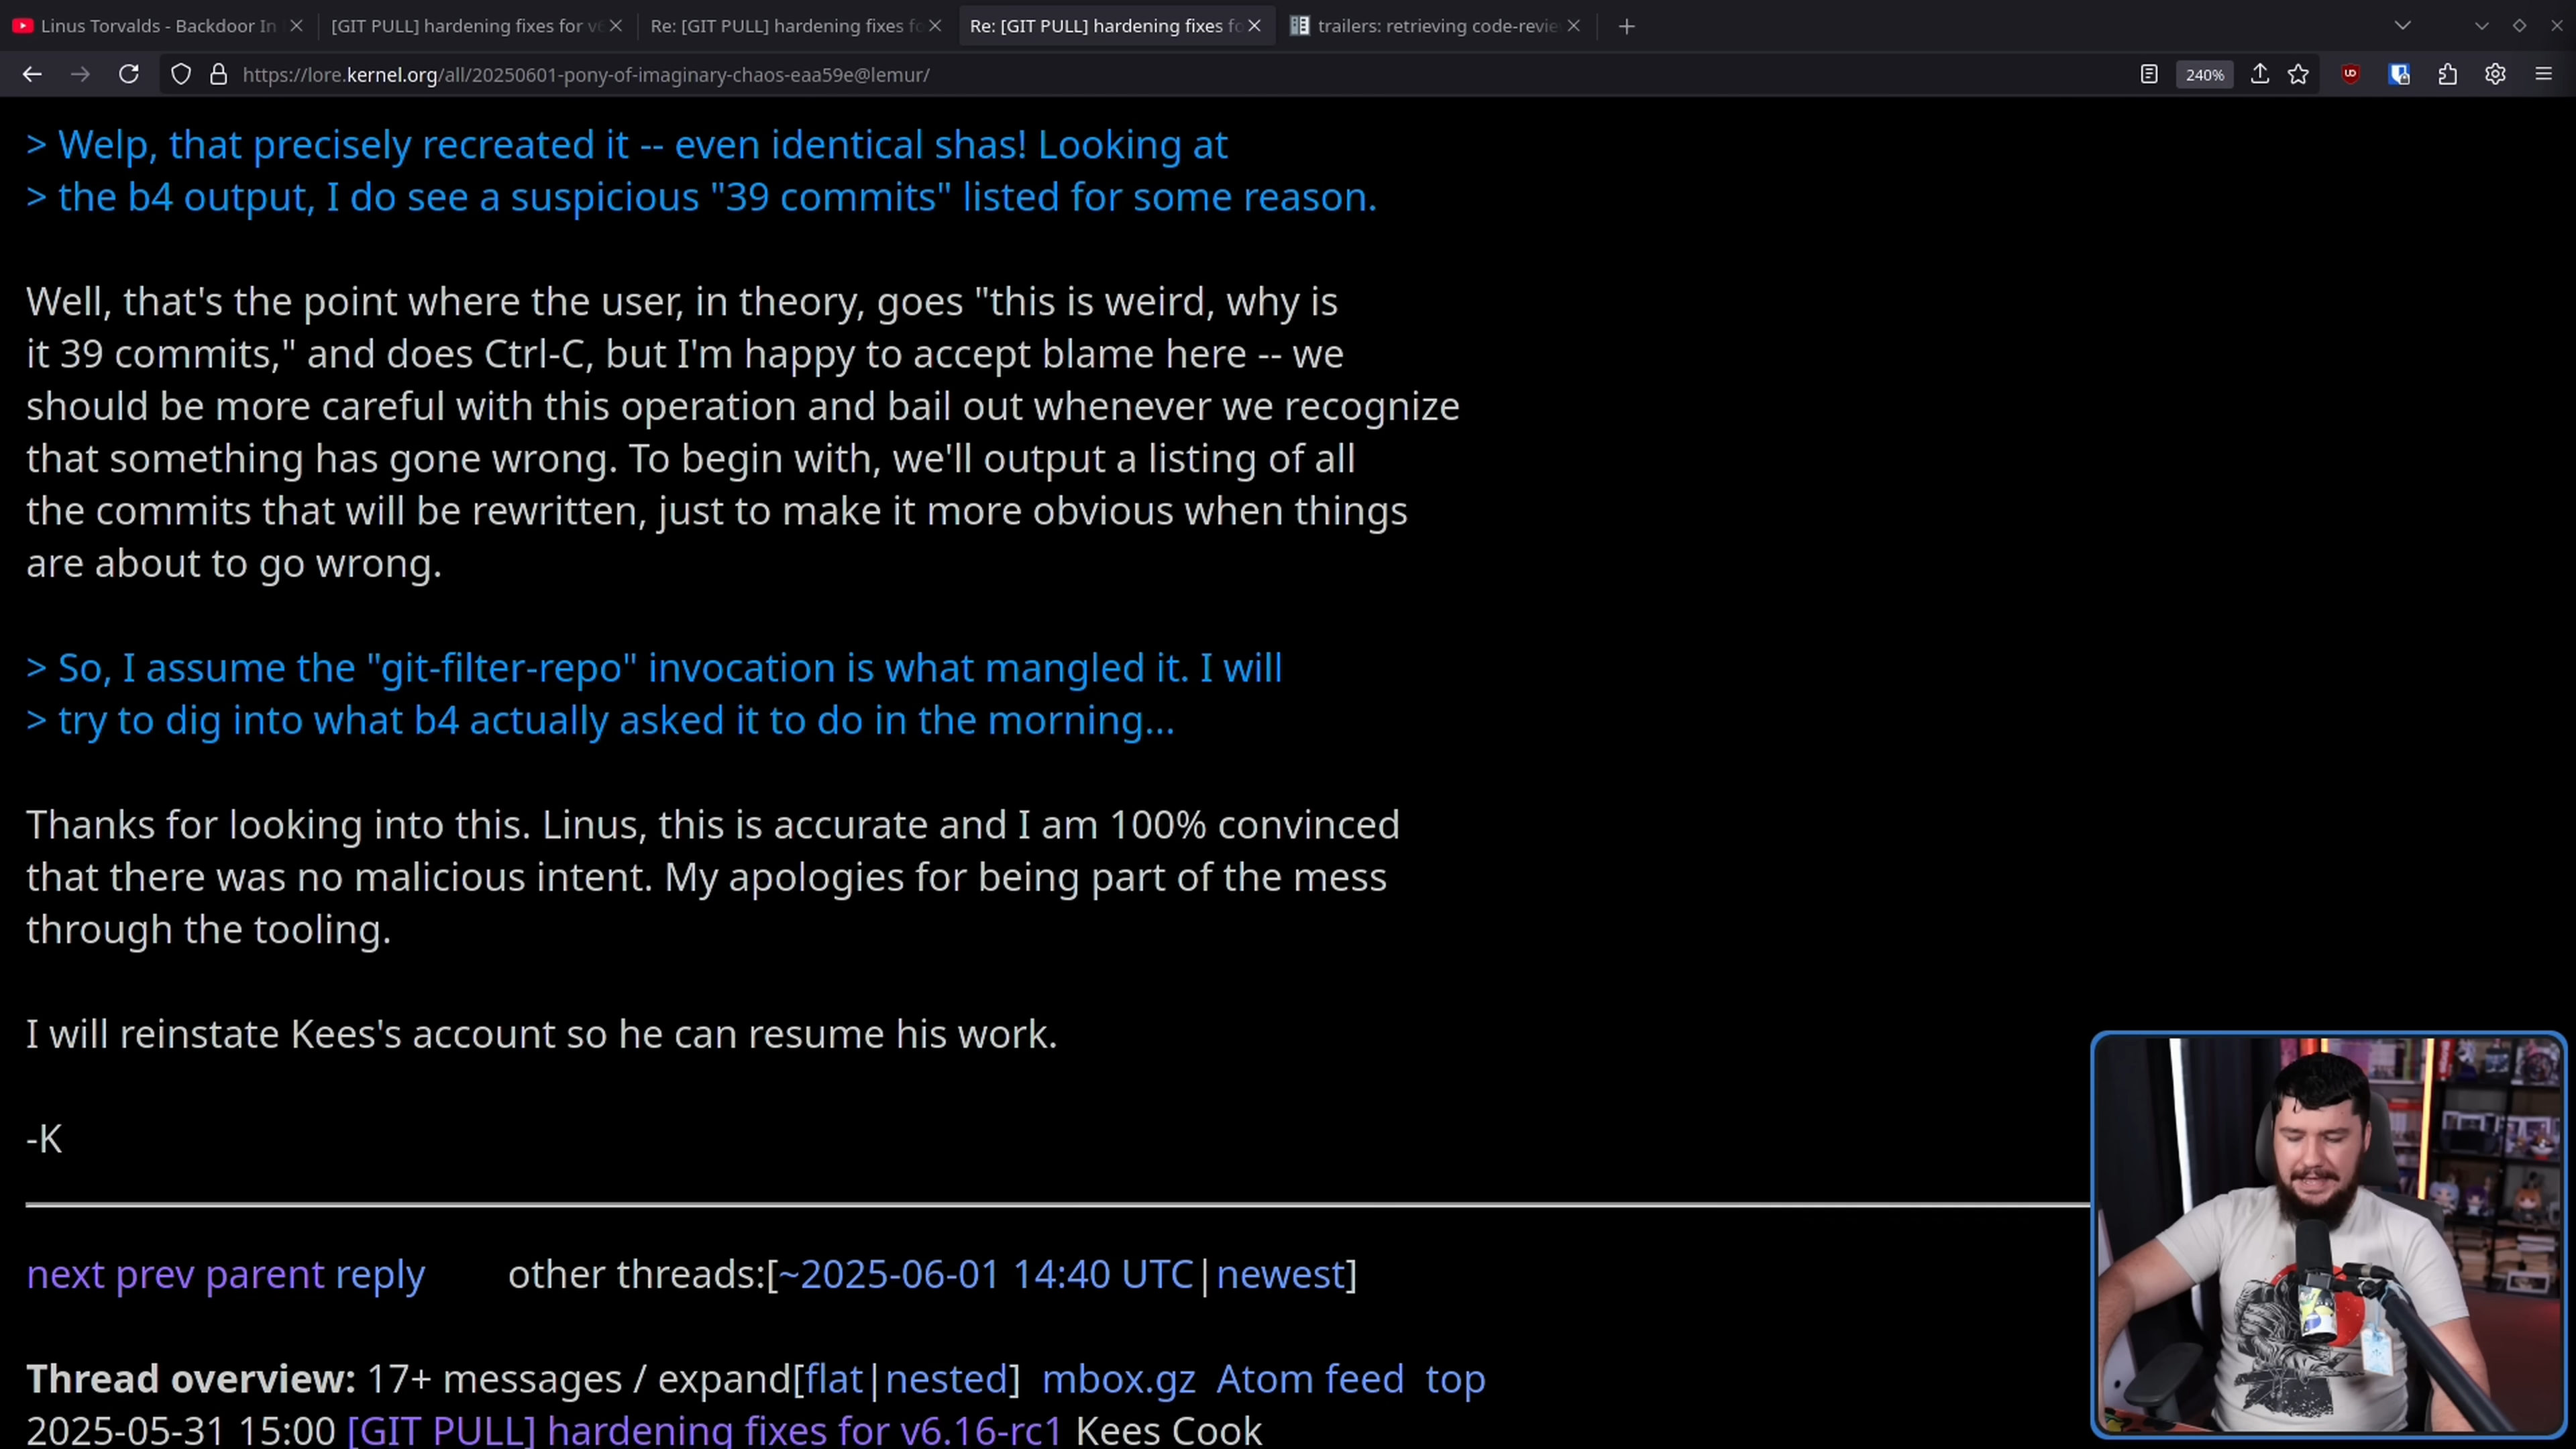 Linus Torvalds - Backdoor In
[GIT PULL] hardening fixes for v6
Re: [GIT PULL] hardening fixes fo
Re: [GIT PULL] hardening fixes fo
trailers: retrieving code-revie
https://lore.kernel.org/all/20250601-pony-of-imaginary-chaos-eaa59e@lemur/
240%
> Welp, that precisely recreated it -- even identical shas! Looking at
> the b4 output, I do see a suspicious "39 commits" listed for some reason.
Well, that's the point where the user, in theory, goes "this is weird, why is
it 39 commits," and does Ctrl-C, but I'm happy to accept blame here -- we
should be more careful with this operation and bail out whenever we recognize
that something has gone wrong. To begin with, we'll output a listing of all
the commits that will be rewritten, just to make it more obvious when things
are about to go wrong.
> So, I assume the "git-filter-repo" invocation is what mangled it. I will
> try to dig into what b4 actually asked it to do in the morning...
Thanks for looking into this. Linus, this is accurate and I am 100% convinced
that there was no malicious intent. My apologies for being part of the mess
through the tooling.
I will reinstate Kees's account so he can resume his work.
-K
next prev parent reply other threads:[~2025-06-01 14:40 UTC|newest]
Thread overview: 17+ messages / expand[flat|nested] mbox.gz Atom feed top
2025-05-31 15:00 [GIT PULL] hardening fixes for v6.16-rc1 Kees Cook